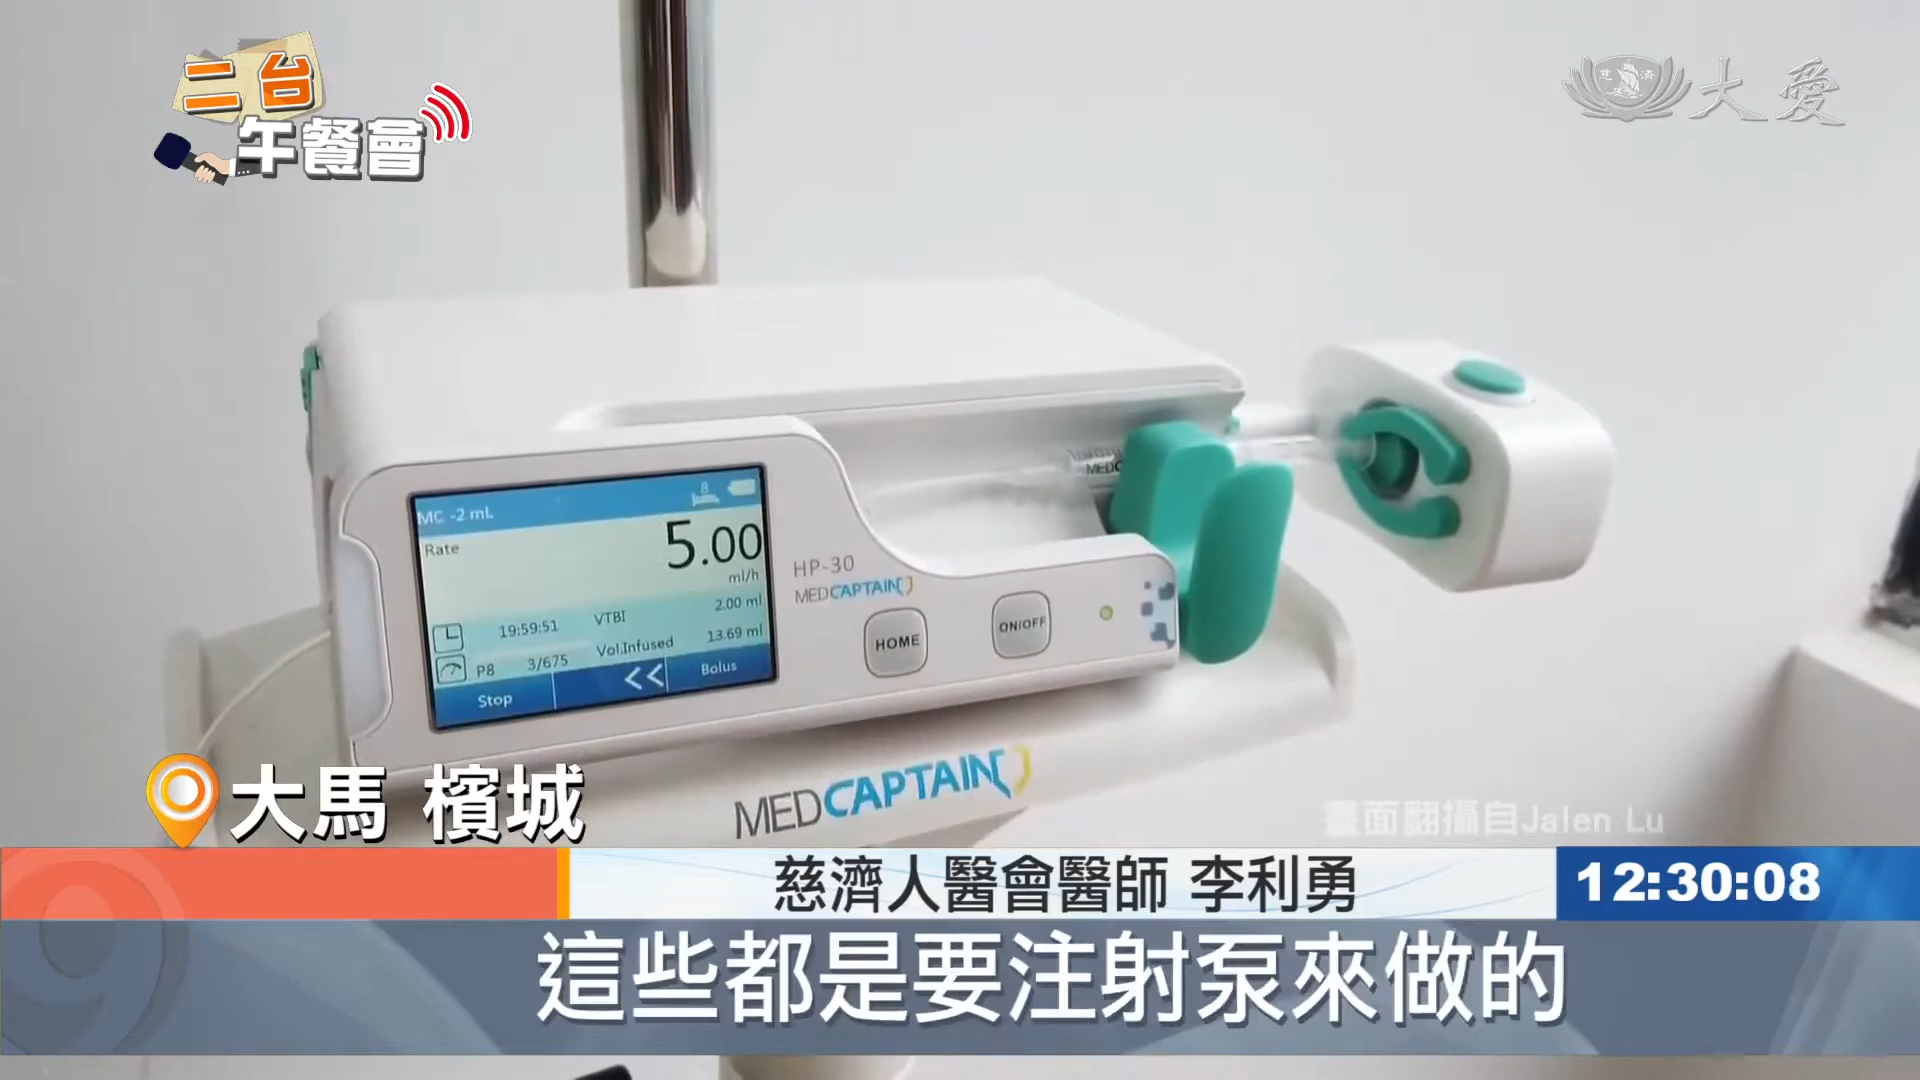 二台
午餐會
慈濟
大愛
MEDC
MC -2 mL
8
Rate
5.00
ml/h
VTBI
2.00 ml
19:59:51
Vol.Infused
13.69 ml
P8
3/675
Stop
<<
Bolus
HP-30
MEDCAPTAIN
HOME
ON/OFF
MEDCAPTAIN
大馬 檳城
畫面翻攝自Jalen Lu
慈濟人醫會醫師 李利勇
12:30:08
這些都是要注射泵來做的